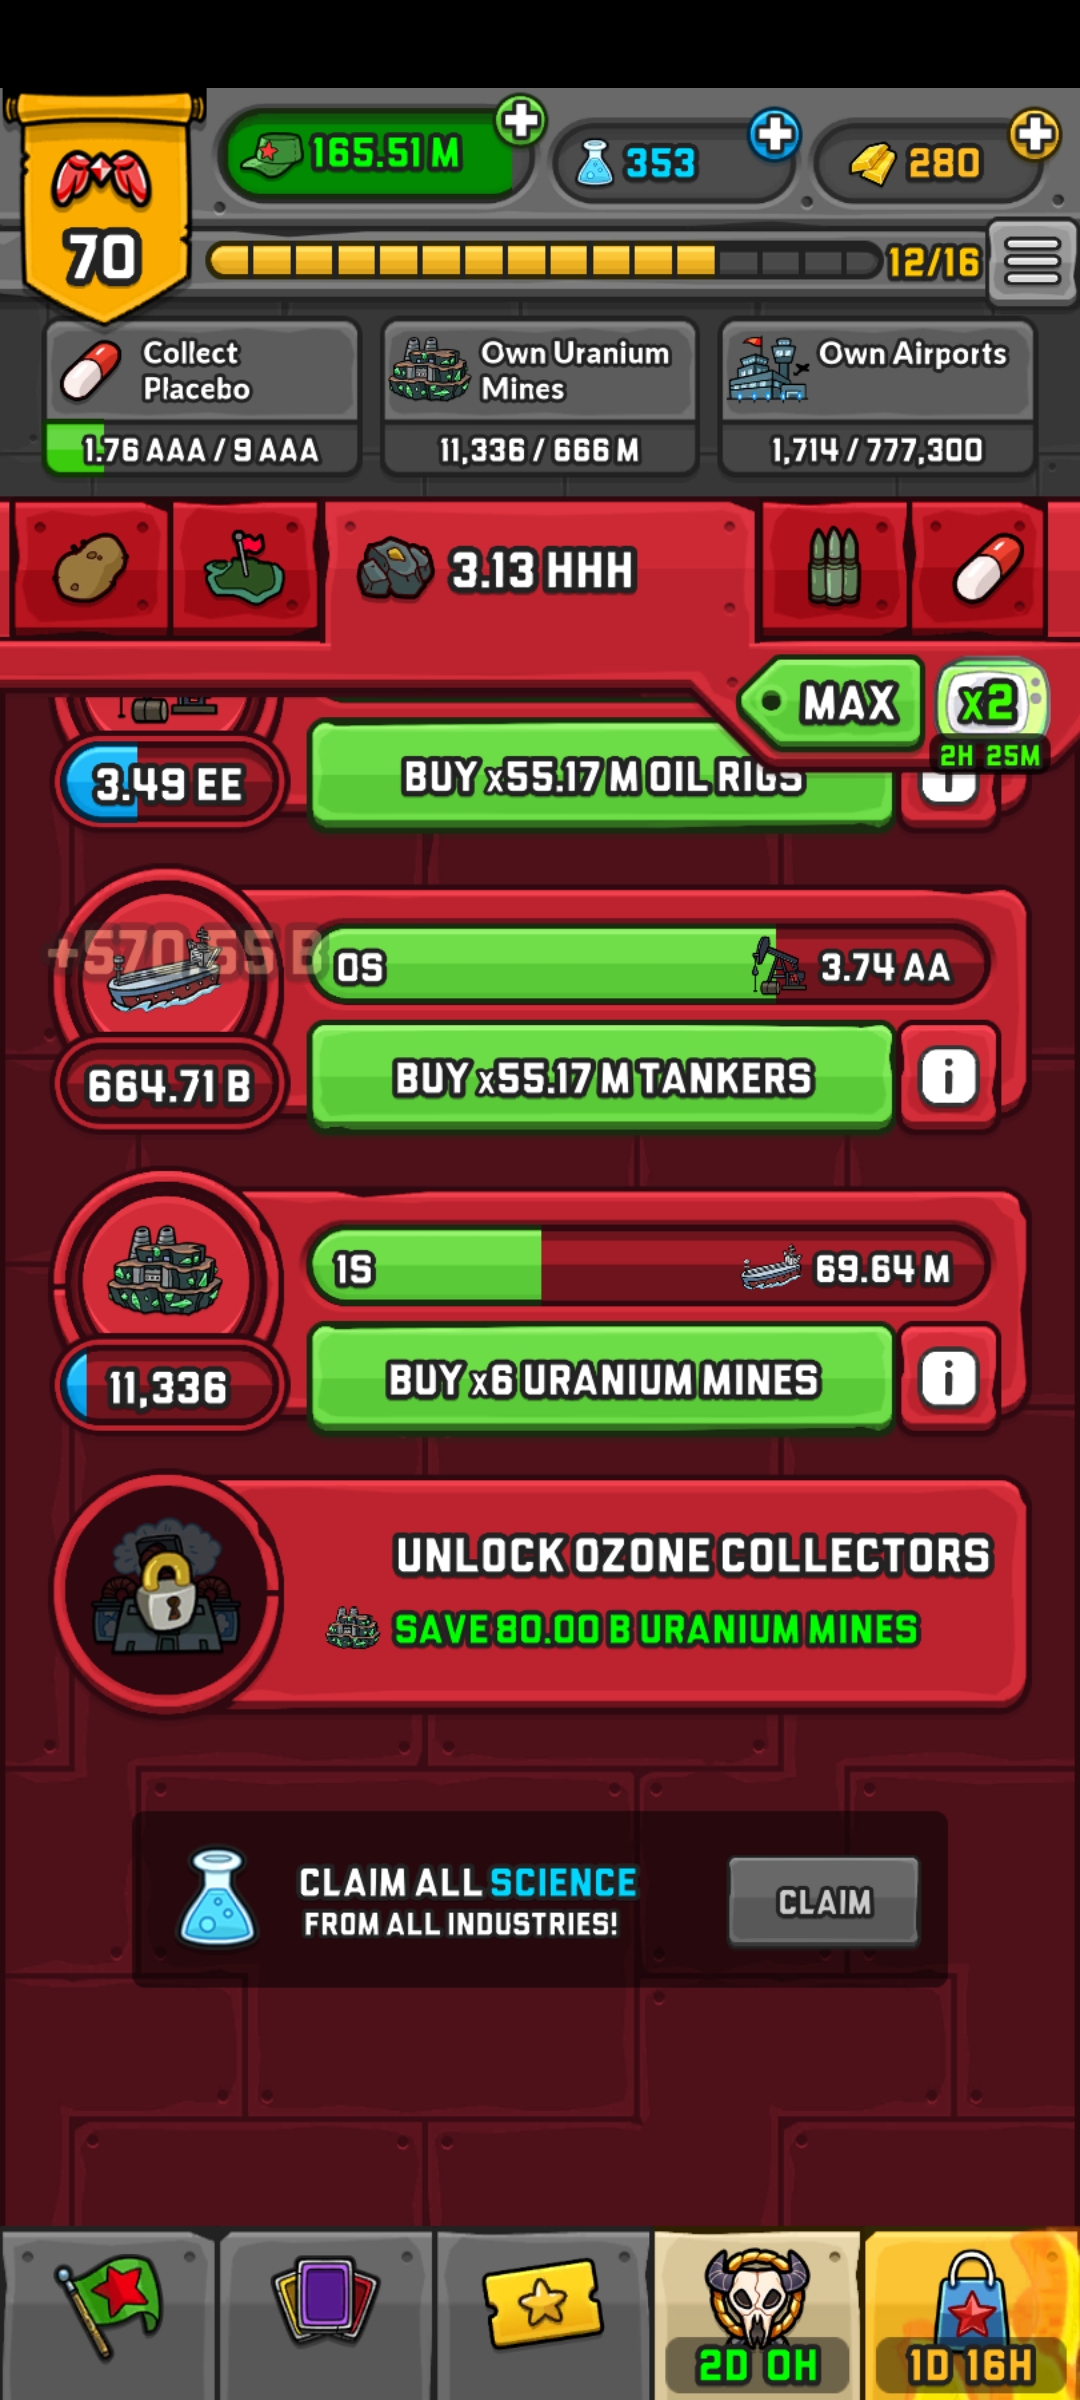 165.51 M
353
280
70
12/16
Collect
Placebo
1.76 AAA / 9 AAA
Own Uranium
Mines
11,336 / 666 M
Own Airports
1,714 / 777,300
3.13 HHH
MAX
x2
2H 25M
3.49 EE
BUY x55.17 M OIL RIGS
+570.55 B
0S
3.74 AA
664.71 B
BUY x55.17 M TANKERS
i
1S
69.64 M
11,336
BUY x6 URANIUM MINES
i
UNLOCK OZONE COLLECTORS
SAVE 80.00 B URANIUM MINES
CLAIM ALL SCIENCE
FROM ALL INDUSTRIES!
CLAIM
2D 0H
1D 16H